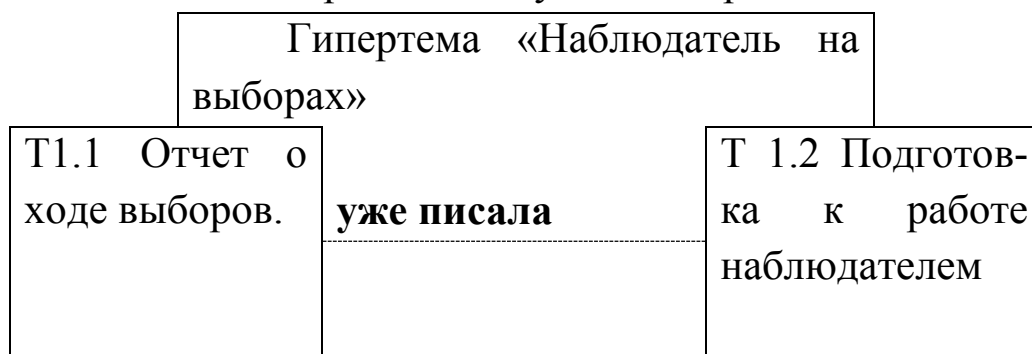 Гипертема «Наблюдатель на
выборах»
Т1.1 Отчет о
ходе выборов.
уже писала
Т 1.2 Подготов-
ка к работе
наблюдателем